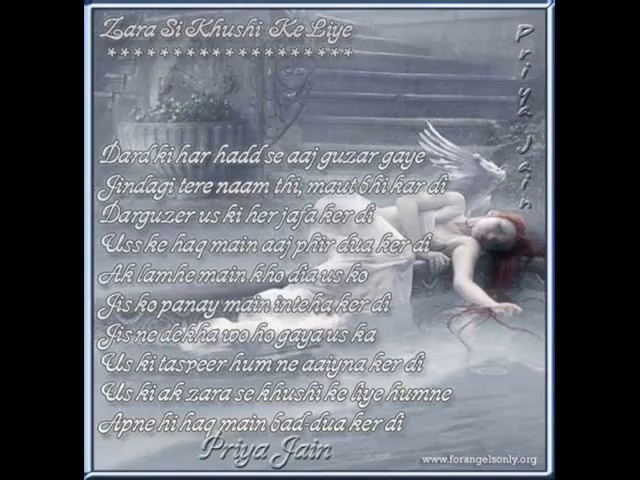 Zara Si Khushi Ke Liye
*******************
Priya Jain
Dard ki har hadd se aaj guzar gaye
Jindagi tere naam thi, maut bhi kar di
Darguzer us ki her jafa ker di
Uss ke haq main aaj phir dua ker di
Ak lamhe main kho dia us ko
Jis ko panay main inteha ker di
Jis ne dekha wo ho gaya us ka
Us ki taspeer hum ne aaiyna ker di
Us ki ak zara se khushi ke liye humne
Apne hi haq main bad-dua ker di
Priya Jain
www.forangelsonly.org